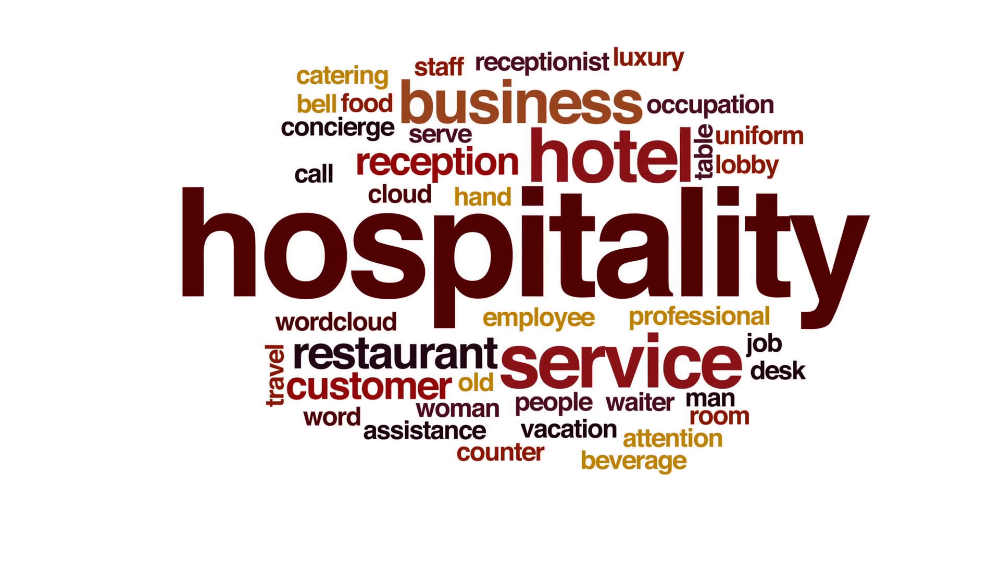 catering staff receptionist luxury
bell food business occupation
concierge serve hotel table uniform
call reception lobby
cloud hand
hospitality
wordcloud employee professional
travel restaurant service job
customer old desk
woman people waiter man
word assistance vacation room
counter attention
beverage